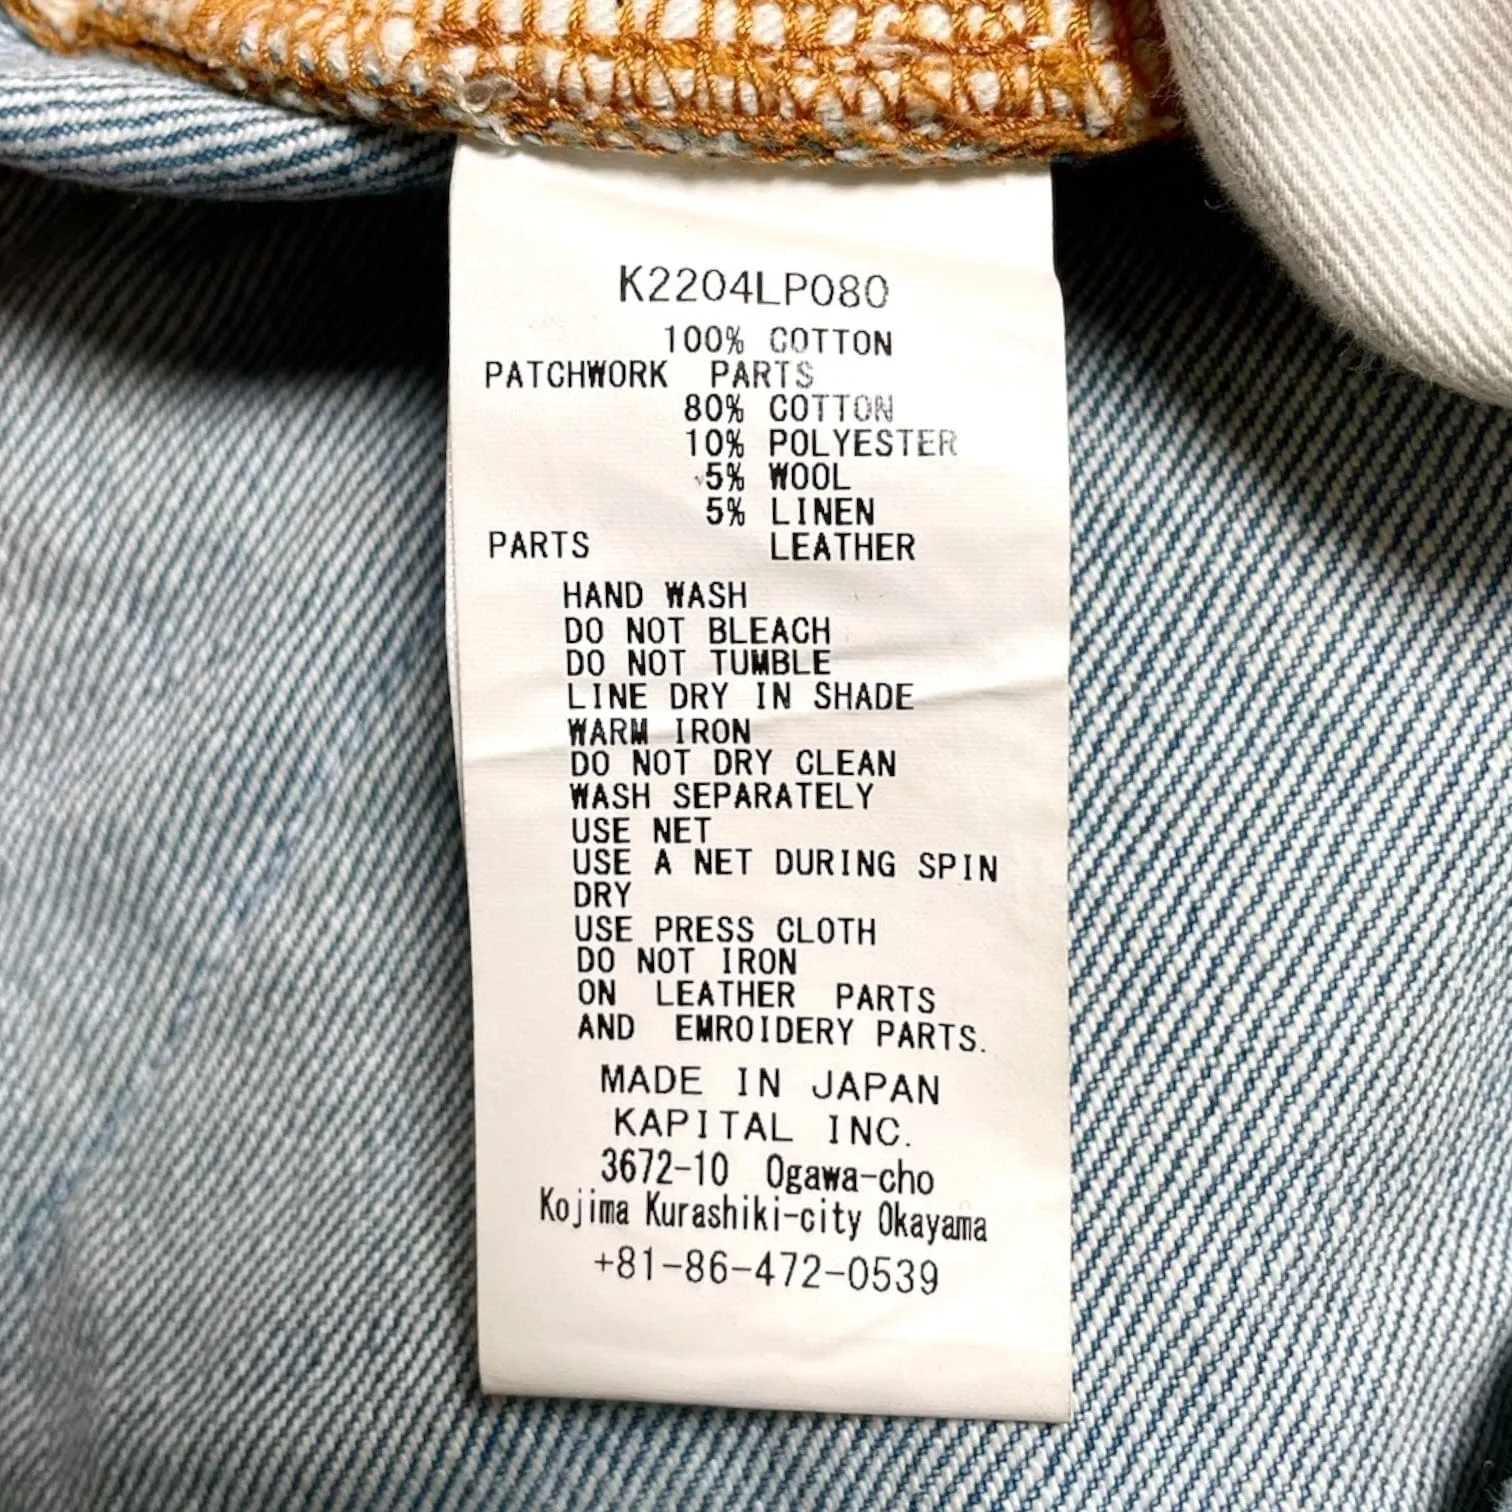 K2204LP080
100% COTTON
PATCHWORK PARTS
80% COTTON
10% POLYESTER
5% WOOL
5% LINEN
PARTS LEATHER
HAND WASH
DO NOT BLEACH
DO NOT TUMBLE
LINE DRY IN SHADE
WARM IRON
DO NOT DRY CLEAN
WASH SEPARATELY
USE NET
USE A NET DURING SPIN
DRY
USE PRESS CLOTH
DO NOT IRON
ON LEATHER PARTS
AND EMROIDERY PARTS.
MADE IN JAPAN
KAPITAL INC.
3672-10 Ogawa-cho
Kojima Kurashiki-city Okayama
+81-86-472-0539